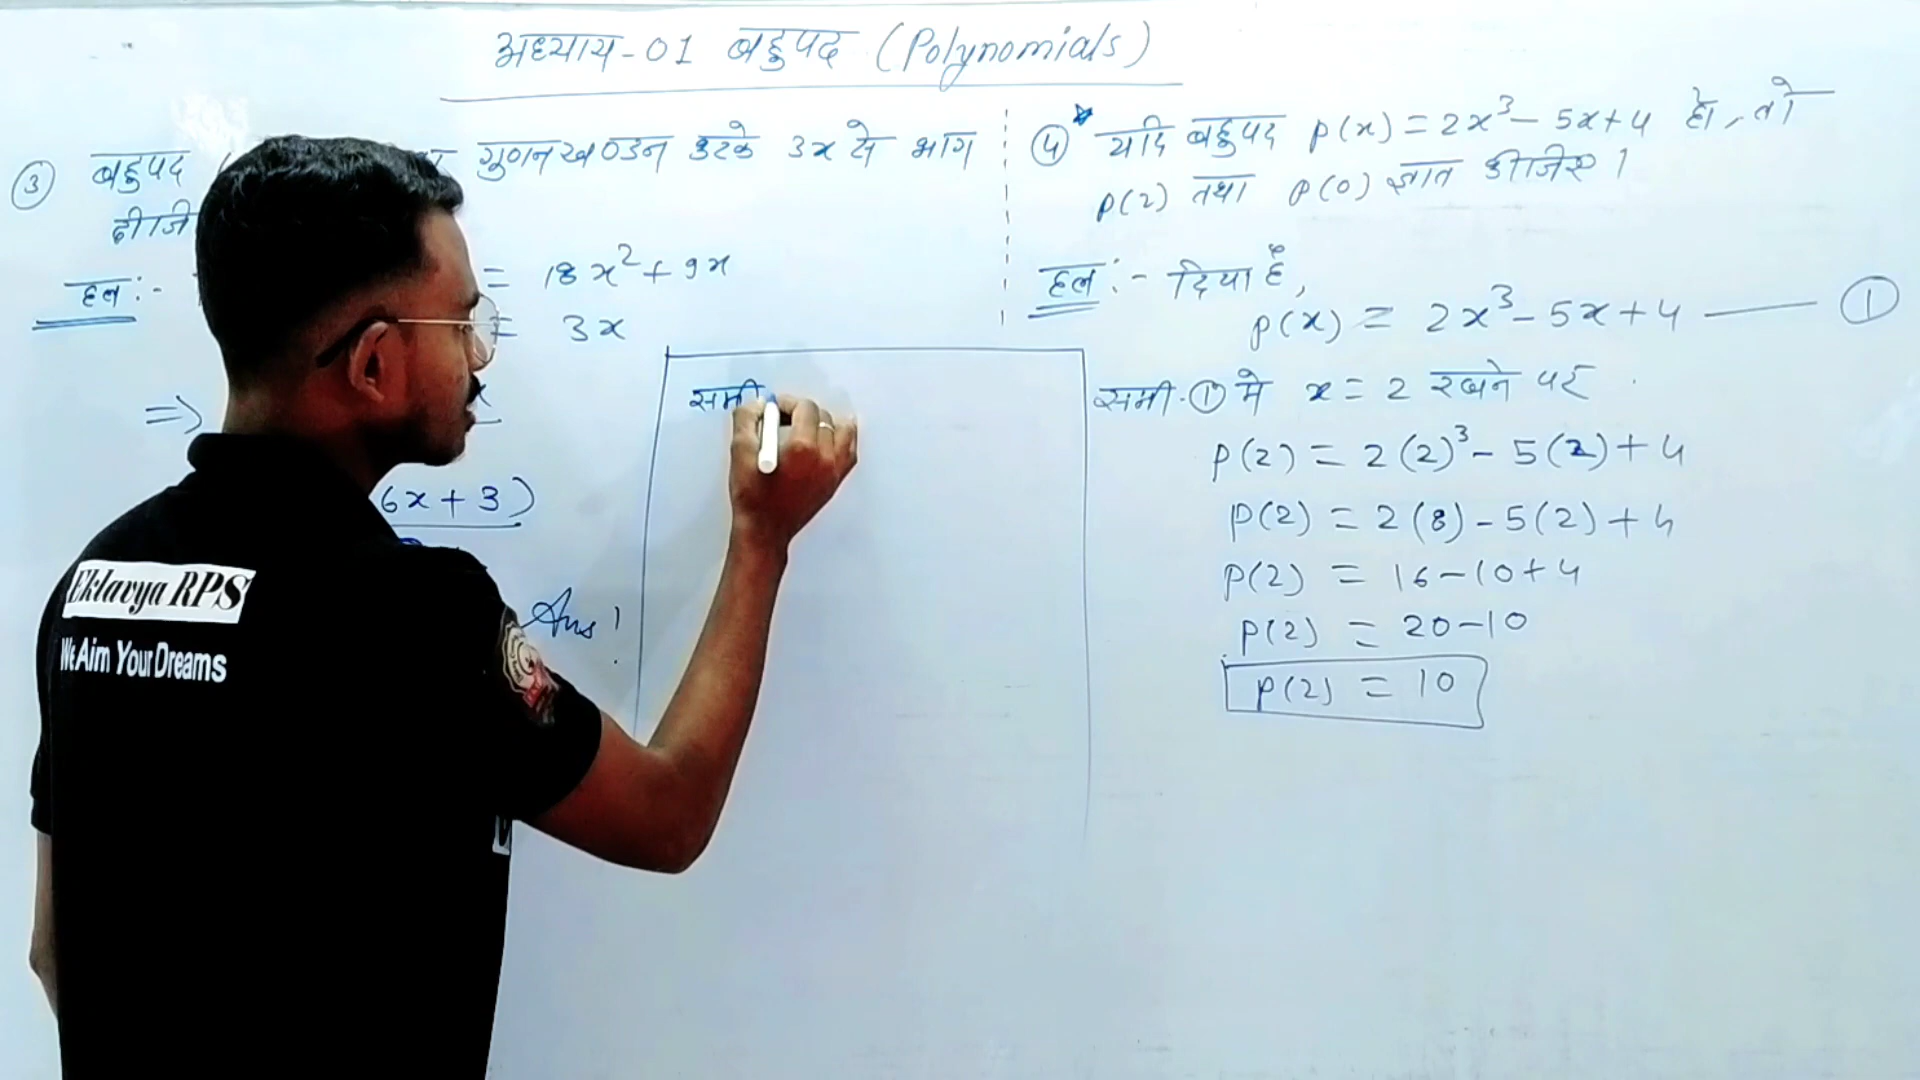 अध्याय-01 बहुपद (Polynomials)
③ बहुपद गुणनखण्डन करके 3x से भाग
दीजि
हल :- = 18x²+9x
= 3x
=>
6x+3)
Ans!
समी
④ यदि बहुपद p(x)=2x³-5x+4 हो, तो
p(2) तथा p(0) ज्ञात कीजिए।
हल :- दिया है,
p(x) = 2x³-5x+4 —— ①
समी.① मे x=2 रखने पर
p(2) = 2(2)³-5(2)+4
p(2) = 2(8)-5(2)+4
p(2) = 16-10+4
p(2) = 20-10
p(2) = 10
Eklavya RPS
We Aim Your Dreams